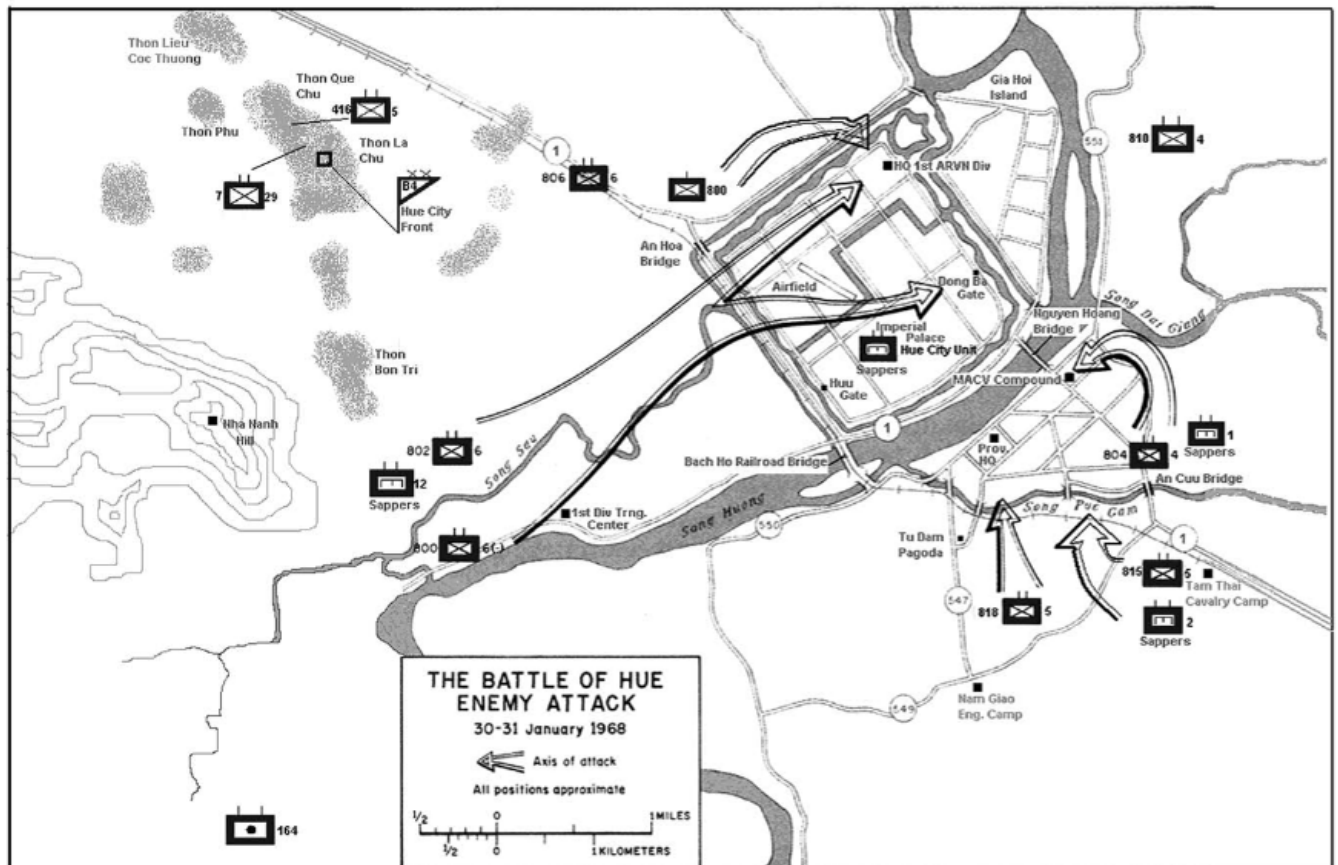 Thon Lieu
Coc Thuong
Thon Que
Chu
416 5
Thon Phu
Thon La
Chu
7 29
B4
Hue City
Front
1
806 6
800
An Hoa
Bridge
Gia Hoi
Island
HQ 1st ARVN Div
551
818 4
Airfield
Dong Ba
Gate
Imperial
Palace
Hue City Unit
Sappers
Huu
Gate
Nguyen Hoang
Bridge
Song Dai Giang
MACV Compound
1
Prov.
HQ
Bach Ho Railroad Bridge
804 4
1
Sappers
An Cuu Bridge
Thon
Bon Tri
Nha Nanh
Hill
802 6
12
Sappers
Song Sau
800 6(-)
1st Div Trng.
Center
Song Huong
550
Tu Dam
Pagoda
Song Puc Gam
1
815 5
Tam Thai
Cavalry Camp
547
818 5
2
Sappers
Nam Giao
Eng. Camp
549
THE BATTLE OF HUE
ENEMY ATTACK
30-31 January 1968
Axis of attack
All positions approximate
1/2 0 1 MILES
1/2 0 1 KILOMETERS
164